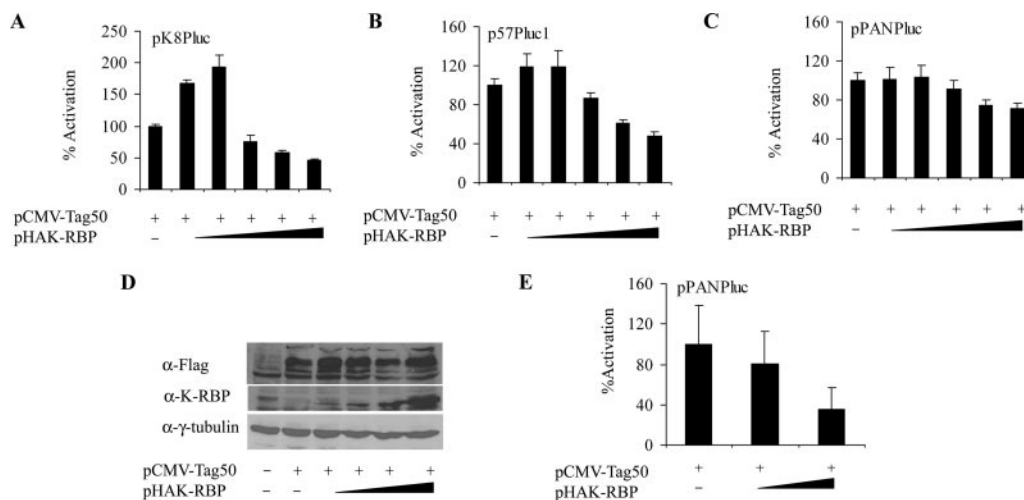 A
pK8Pluc
% Activation
250
200
150
100
50
0
pCMV-Tag50 + + + + + +
pHAK-RBP –
B
p57Pluc1
% Activation
160
120
80
40
0
pCMV-Tag50 + + + + + +
pHAK-RBP –
C
pPANPluc
% Activation
160
120
80
40
0
pCMV-Tag50 + + + + + +
pHAK-RBP –
D
α-Flag
α-K-RBP
α-γ-tubulin
pCMV-Tag50 – + + + + +
pHAK-RBP – –
E
pPANPluc
%Activation
160
120
80
40
0
pCMV-Tag50 + + +
pHAK-RBP –